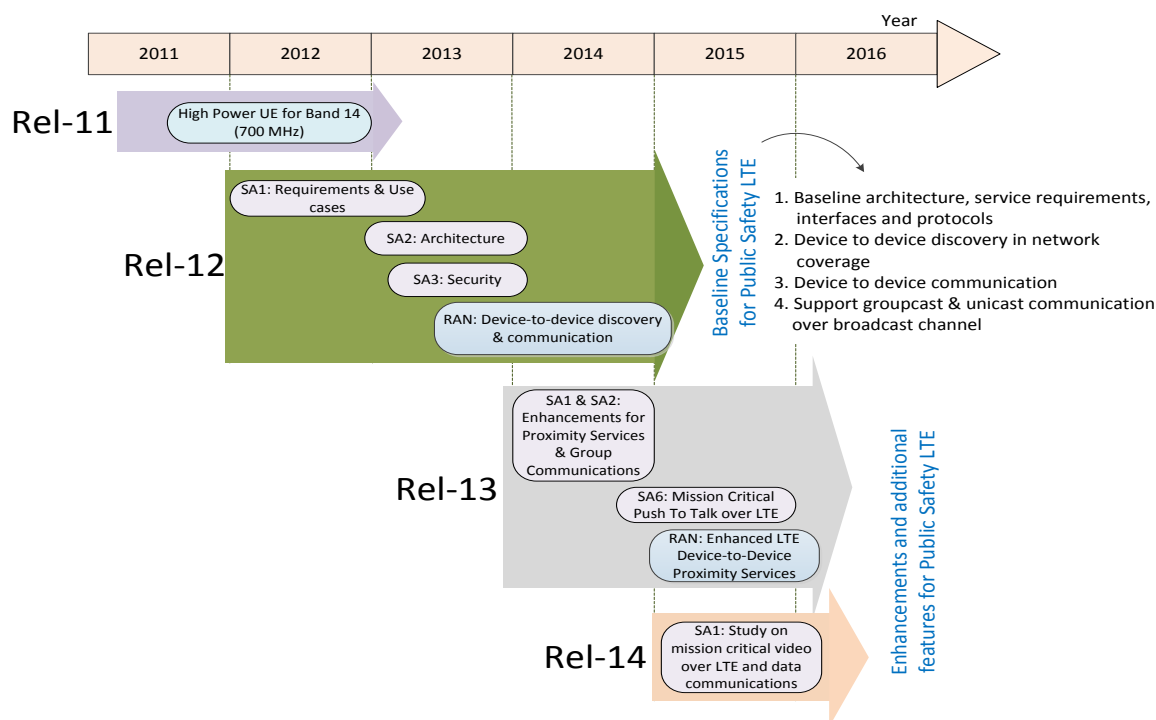 Year
2011
2012
2013
2014
2015
2016
Rel-11
High Power UE for Band 14
(700 MHz)
Rel-12
SA1: Requirements & Use
cases
SA2: Architecture
SA3: Security
RAN: Device-to-device discovery
& communication
Baseline Specifications
for Public Safety LTE
1. Baseline architecture, service requirements,
interfaces and protocols
2. Device to device discovery in network
coverage
3. Device to device communication
4. Support groupcast & unicast communication
over broadcast channel
Rel-13
SA1 & SA2:
Enhancements for
Proximity Services
& Group
Communications
SA6: Mission Critical
Push To Talk over LTE
RAN: Enhanced LTE
Device-to-Device
Proximity Services
Enhancements and additional
features for Public Safety LTE
Rel-14
SA1: Study on
mission critical video
over LTE and data
communications